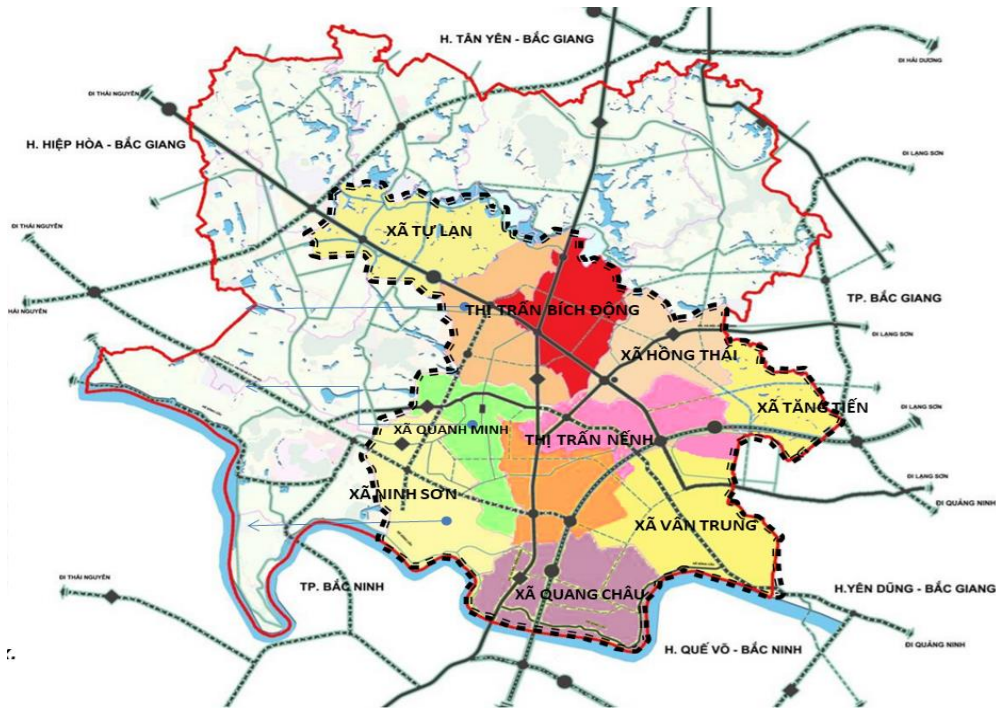 H. TÂN YÊN - BẮC GIANG
ĐI HẢI DƯƠNG
ĐI THÁI NGUYÊN
H. HIỆP HÒA - BẮC GIANG
ĐI LẠNG SƠN
ĐI THÁI NGUYÊN
XÃ TỰ LẠN
TP. BẮC GIANG
THỊ TRẤN BÍCH ĐỘNG
ĐI LẠNG SƠN
XÃ HỒNG THÁI
XÃ TĂNG TIẾN
ĐI LẠNG SƠN
XÃ QUANH MINH
THỊ TRẤN NẾNH
ĐI LẠNG SƠN
XÃ NINH SƠN
ĐI QUẢNG NINH
XÃ VÂN TRUNG
ĐI THÁI NGUYÊN
TP. BẮC NINH
XÃ QUANG CHÂU
H.YÊN DŨNG - BẮC GIANG
H. QUẾ VÕ - BẮC NINH
ĐI QUẢNG NINH